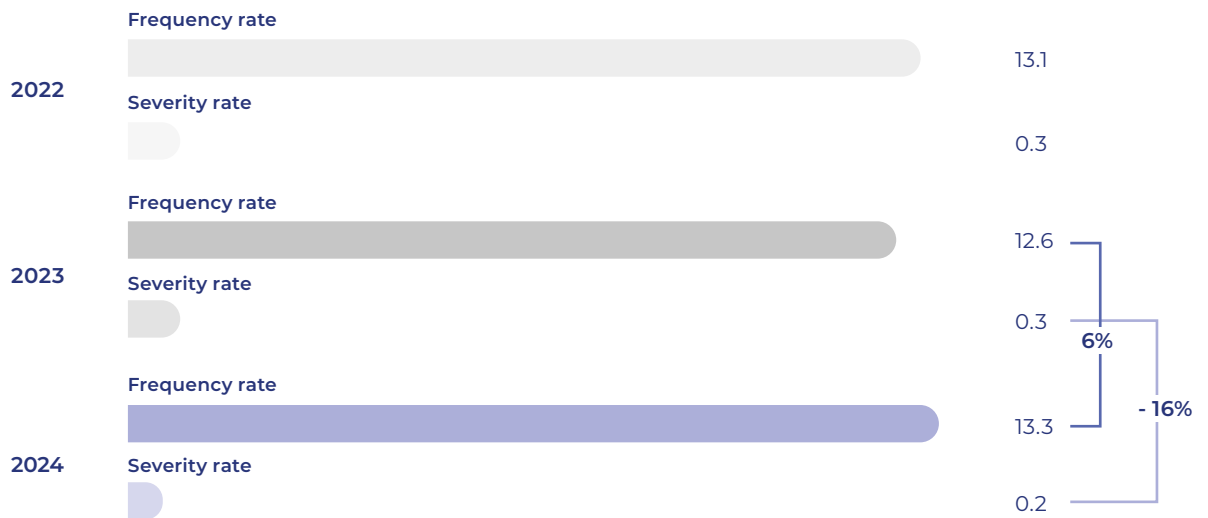 Frequency rate
13.1
2022
Severity rate
0.3
Frequency rate
12.6
2023
Severity rate
0.3
6%
Frequency rate
- 16%
13.3
2024
Severity rate
0.2